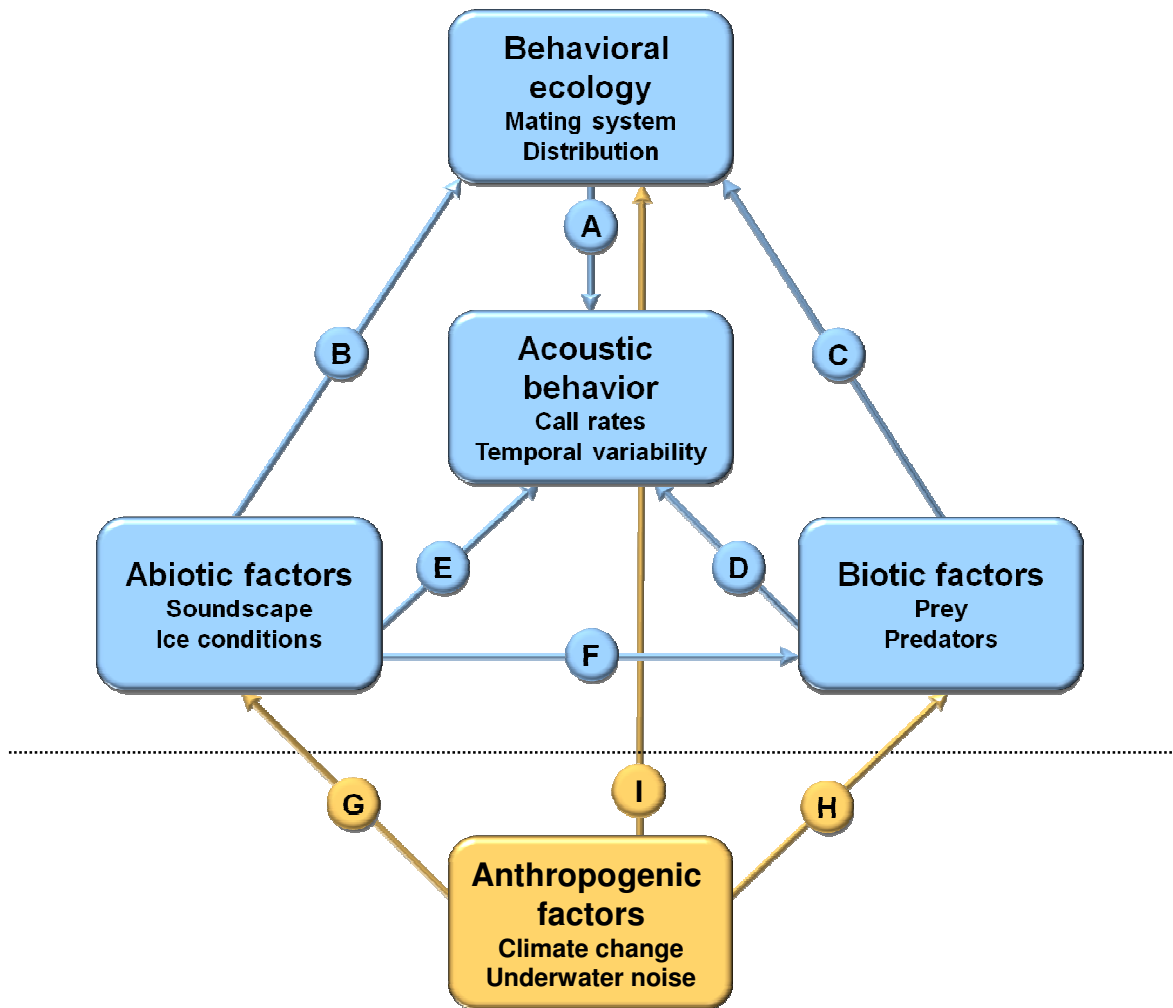 Behavioral
ecology
Mating system
Distribution
A
B
C
Acoustic
behavior
Call rates
Temporal variability
Abiotic factors
Soundscape
Ice conditions
E
D
Biotic factors
Prey
Predators
F
G
I
H
Anthropogenic
factors
Climate change
Underwater noise